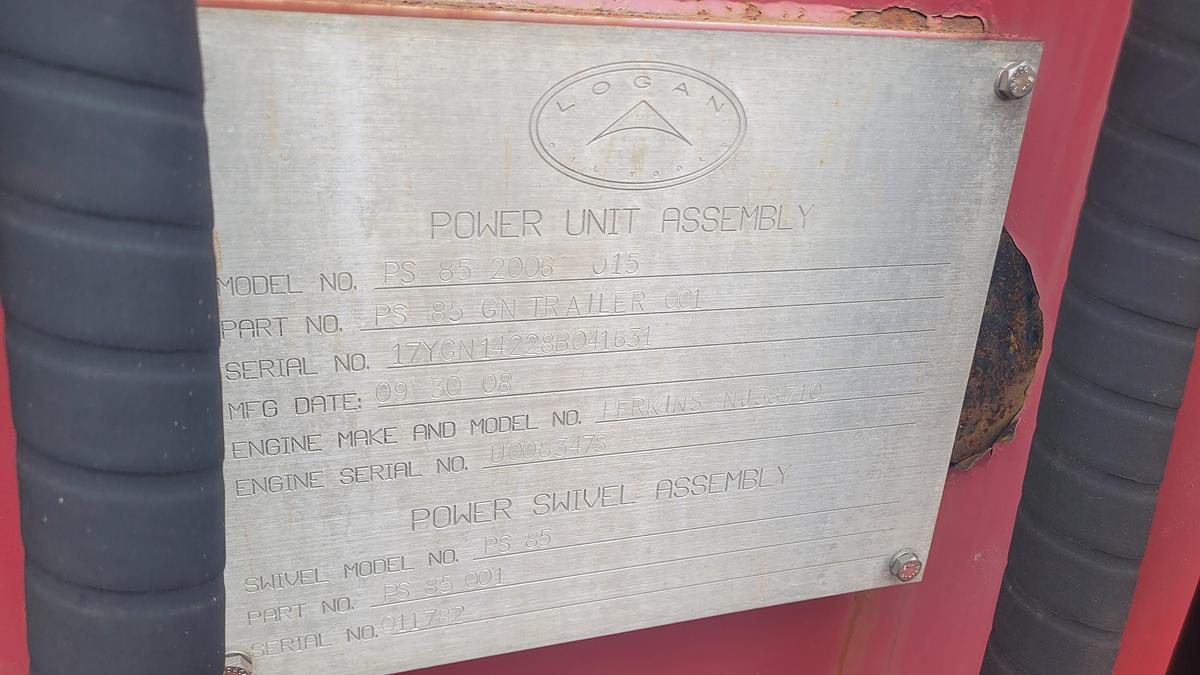 LOGAN
OIL TOOLS
POWER UNIT ASSEMBLY
MODEL NO. PS 85 2006 015
PART NO. PS 85 GN TRAILER 001
SERIAL NO. 17YGN14228B041631
MFG DATE: 09 30 08
ENGINE MAKE AND MODEL NO. PERKINS NJ38710
ENGINE SERIAL NO. U008347S
POWER SWIVEL ASSEMBLY
SWIVEL MODEL NO. PS 85
PART NO. PS 85 001
SERIAL NO. 011782